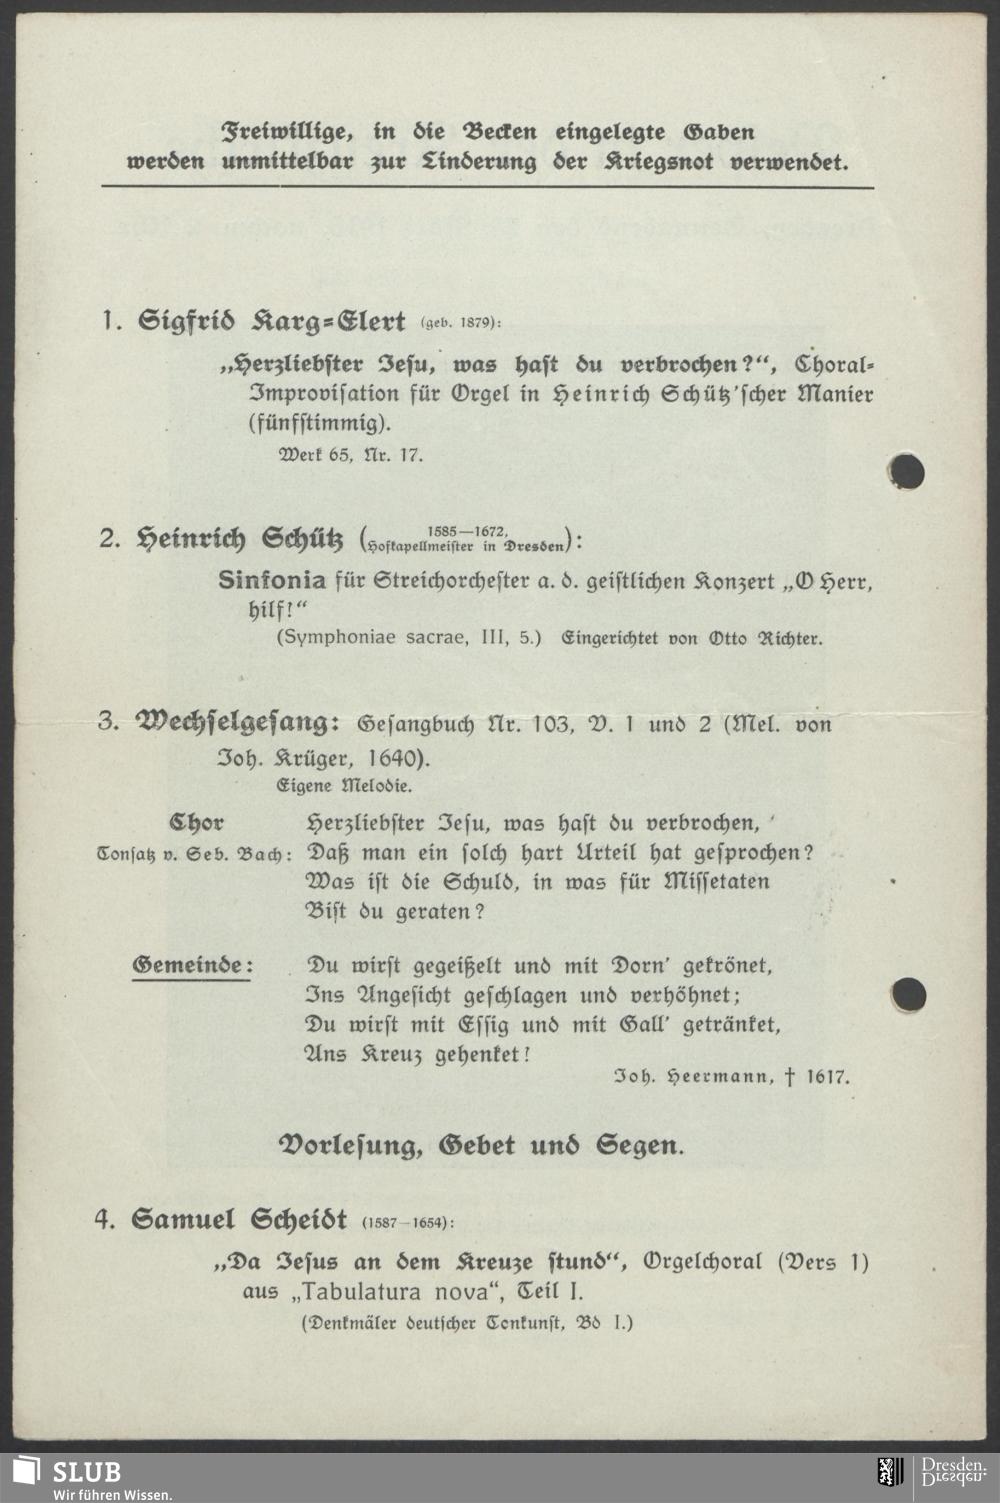 Freiwillige, in die Becken eingelegte Gaben
werden unmittelbar zur Linderung der Kriegsnot verwendet.
1. Sigfrid Karg=Elert (geb. 1879):
„Herzliebster Jesu, was hast du verbrochen?“, Choral=
Improvisation für Orgel in Heinrich Schütz'scher Manier
(fünfstimmig).
Werk 65, Nr. 17.
2. Heinrich Schütz (1585—1672, Hofkapellmeister in Dresden):
Sinfonia für Streichorchester a. d. geistlichen Konzert „O Herr,
hilf!“
(Symphoniae sacrae, III, 5.) Eingerichtet von Otto Richter.
3. Wechselgesang: Gesangbuch Nr. 103, V. 1 und 2 (Mel. von
Joh. Krüger, 1640).
Eigene Melodie.
Chor Herzliebster Jesu, was hast du verbrochen,
Tonsatz v. Seb. Bach: Daß man ein solch hart Urteil hat gesprochen?
Was ist die Schuld, in was für Missetaten
Bist du geraten?
Gemeinde: Du wirst gegeißelt und mit Dorn' gekrönet,
Ins Angesicht geschlagen und verhöhnet;
Du wirst mit Essig und mit Gall' getränket,
Ans Kreuz gehenket!
Joh. Heermann, † 1617.
Vorlesung, Gebet und Segen.
4. Samuel Scheidt (1587—1654):
„Da Jesus an dem Kreuze stund“, Orgelchoral (Vers 1)
aus „Tabulatura nova“, Teil I.
(Denkmäler deutscher Tonkunst, Bd I.)
SLUB
Wir führen Wissen.
Dresden.